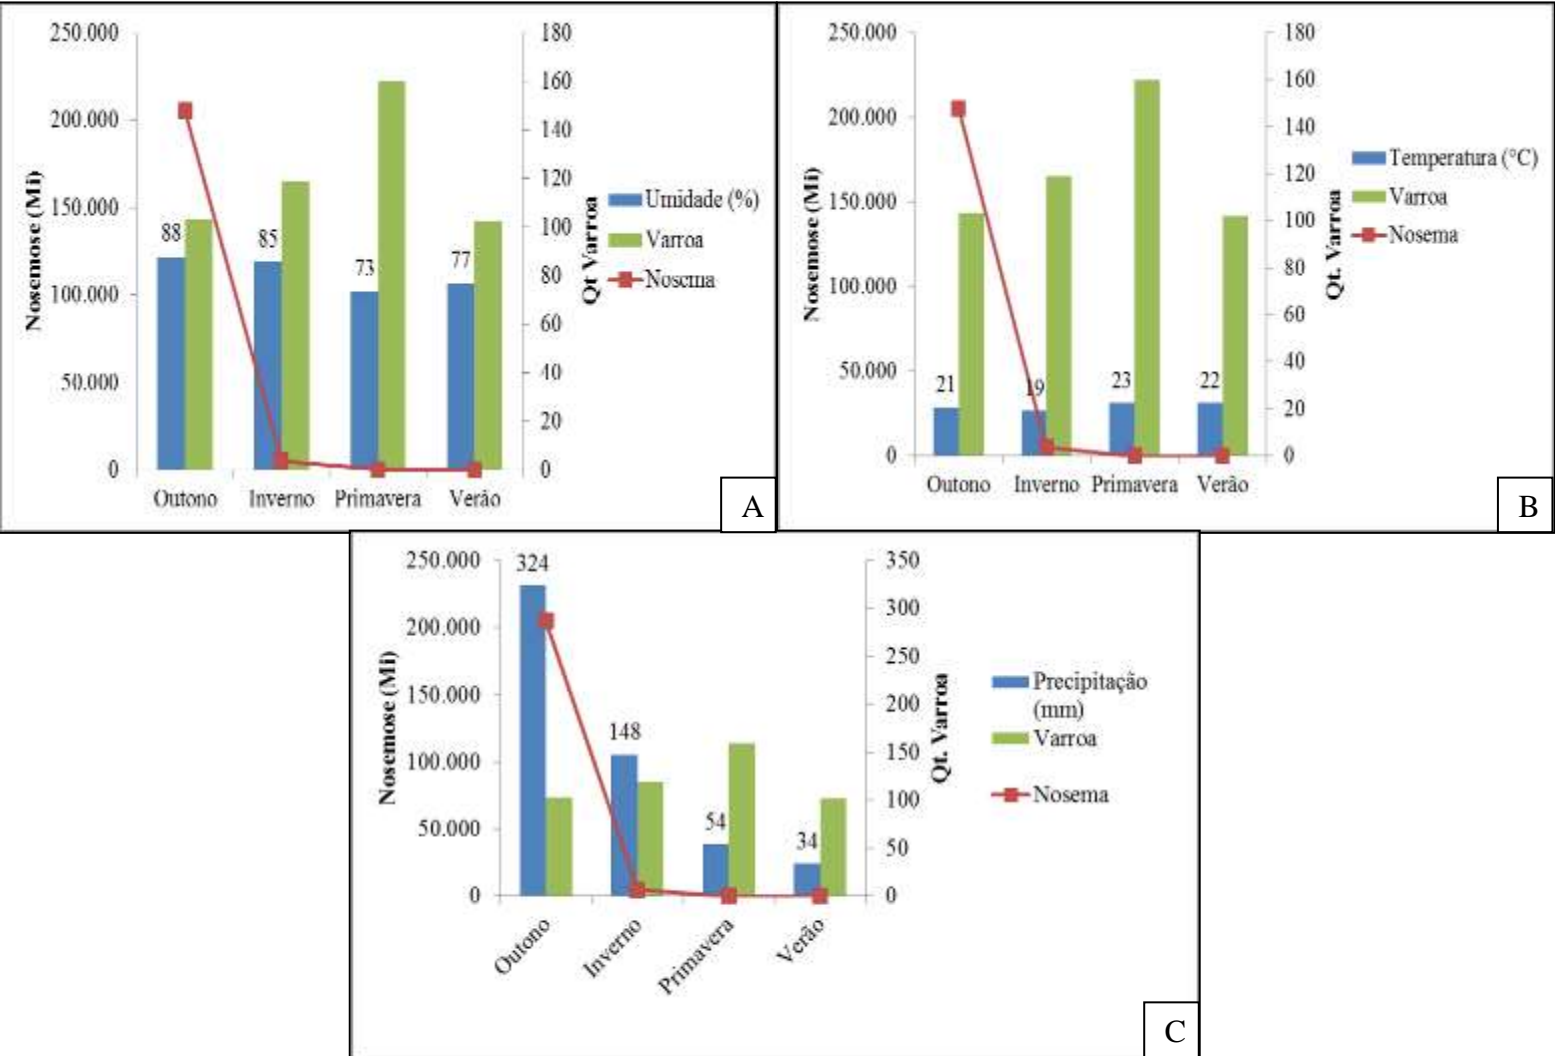 250.000
200.000
150.000
100.000
50.000
0
Nosemose (Mi)
88
85
73
77
180
160
140
120
100
80
60
40
20
0
Qt Varroa
Outono Inverno Primavera Verão
Umidade (%)
Varroa
Nosema
A
250.000
200.000
150.000
100.000
50.000
0
Nosemose (Mi)
21
19
23
22
180
160
140
120
100
80
60
40
20
0
Qt. Varroa
Outono Inverno Primavera Verão
Temperatura (°C)
Varroa
Nosema
B
250.000
200.000
150.000
100.000
50.000
0
Nosemose (Mi)
324
148
54
34
350
300
250
200
150
100
50
0
Qt. Varroa
Outono Inverno Primavera Verão
Precipitação
(mm)
Varroa
Nosema
C